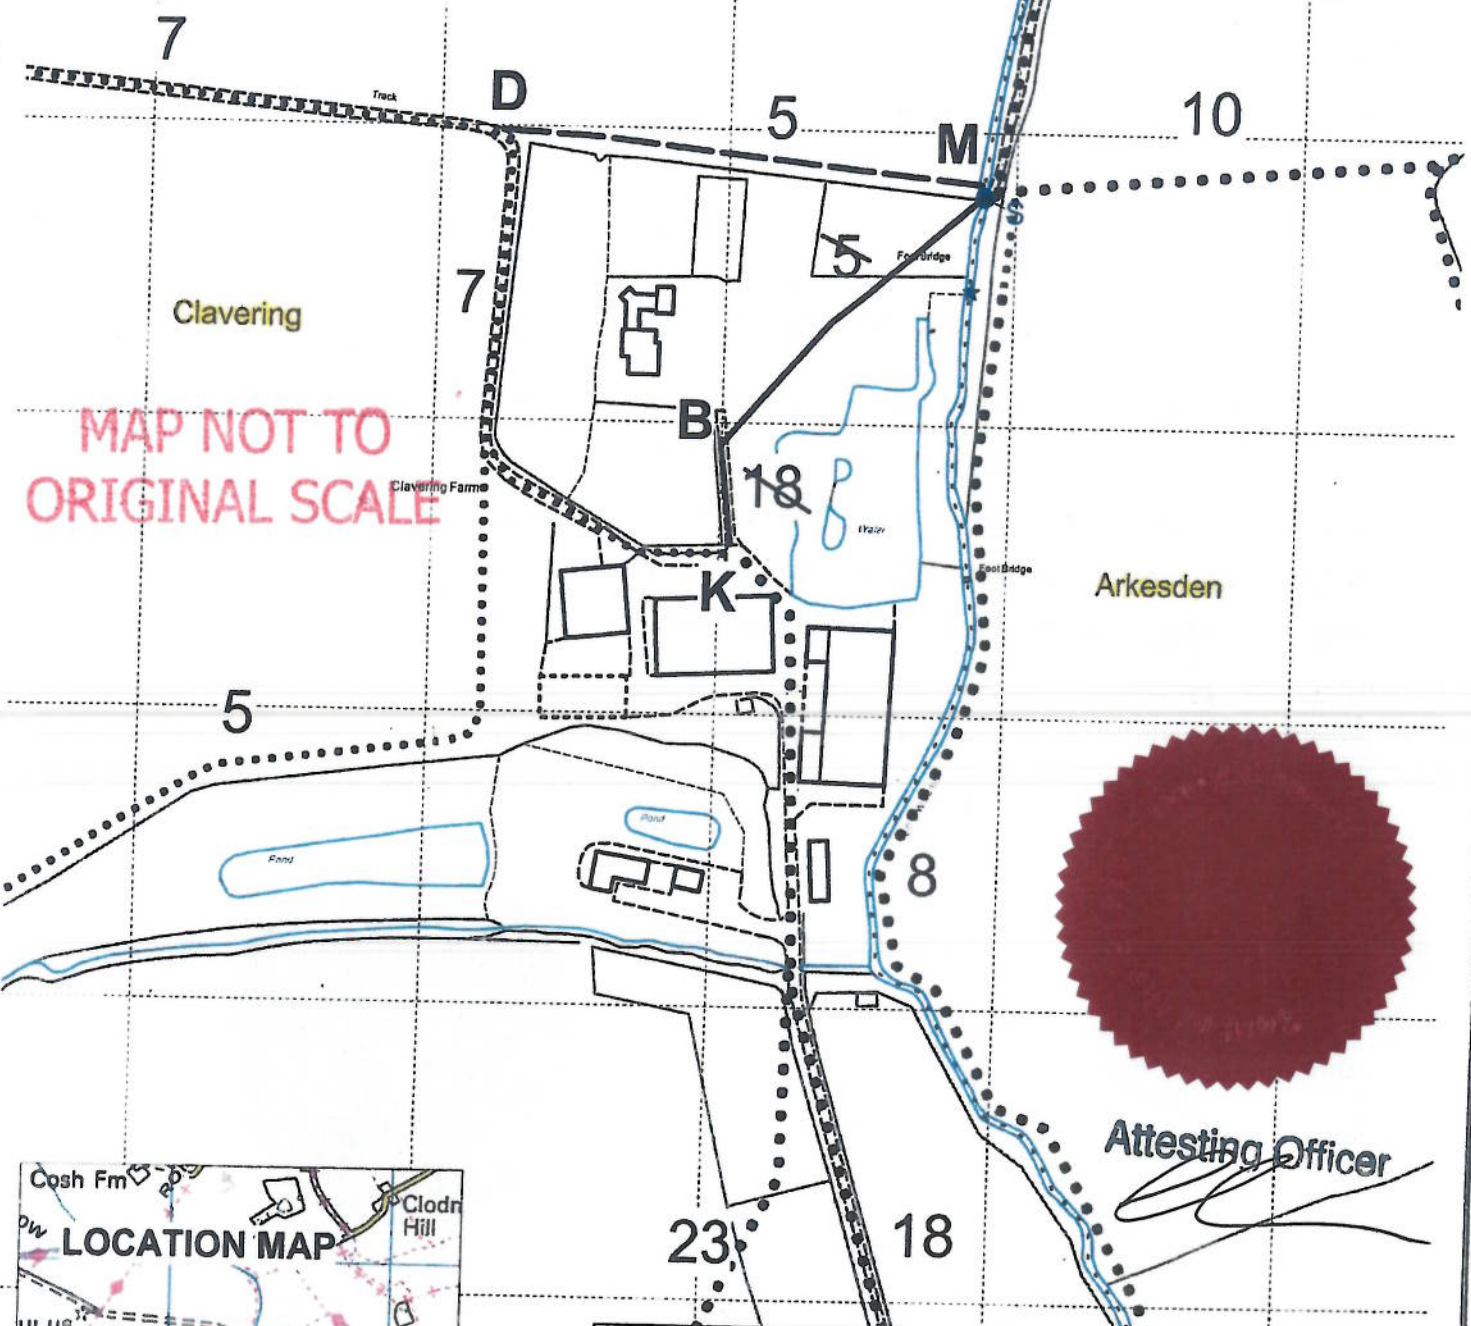 7
Track
D
5
M
10
S
5
Footbridge
7
Clavering
MAP NOT TO
ORIGINAL SCALE
B
18
Clavering Farm
Water
K
Foot Bridge
Arkesden
5
Pond
Pond
8
Attesting Officer
23
18
Cosh Fm
Clodn
Hill
LOCATION MAP